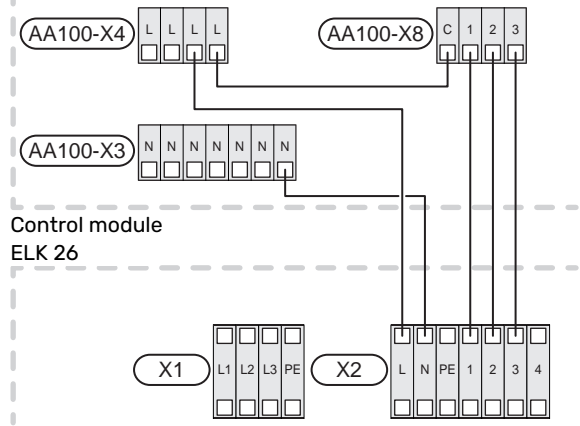 AA100-X4 L L L L AA100-X8 C 1 2 3
AA100-X3 N N N N N N N
Control module
ELK 26
X1 L1 L2 L3 PE X2 L N PE 1 2 3 4